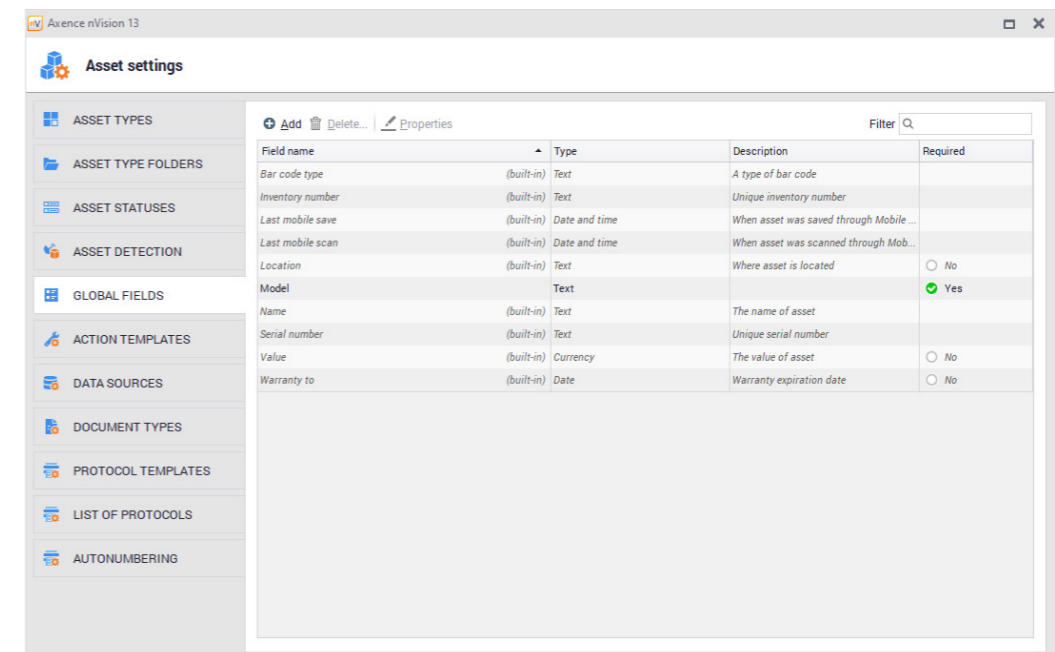 nV Axence nVision 13
Asset settings
ASSET TYPES
ASSET TYPE FOLDERS
ASSET STATUSES
ASSET DETECTION
GLOBAL FIELDS
ACTION TEMPLATES
DATA SOURCES
DOCUMENT TYPES
PROTOCOL TEMPLATES
LIST OF PROTOCOLS
AUTONUMBERING
Add Delete... Properties Filter
Field name Type Description Required
Bar code type (built-in) Text A type of bar code
Inventory number (built-in) Text Unique inventory number
Last mobile save (built-in) Date and time When asset was saved through Mobile ...
Last mobile scan (built-in) Date and time When asset was scanned through Mob...
Location (built-in) Text Where asset is located No
Model Text Yes
Name (built-in) Text The name of asset
Serial number (built-in) Text Unique serial number
Value (built-in) Currency The value of asset No
Warranty to (built-in) Date Warranty expiration date No